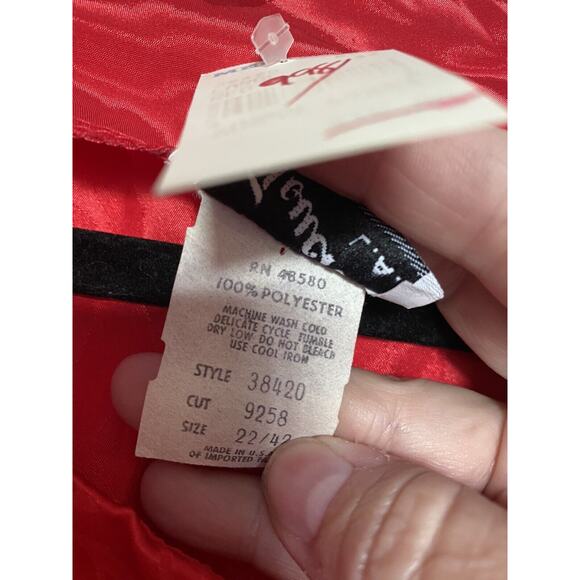 RN 48580
100% POLYESTER
MACHINE WASH COLD
DELICATE CYCLE TUMBLE
DRY LOW DO NOT BLEACH
USE COOL IRON
STYLE 38420
CUT 9258
SIZE 22/42
MADE IN U.S.A.
OF IMPORTED